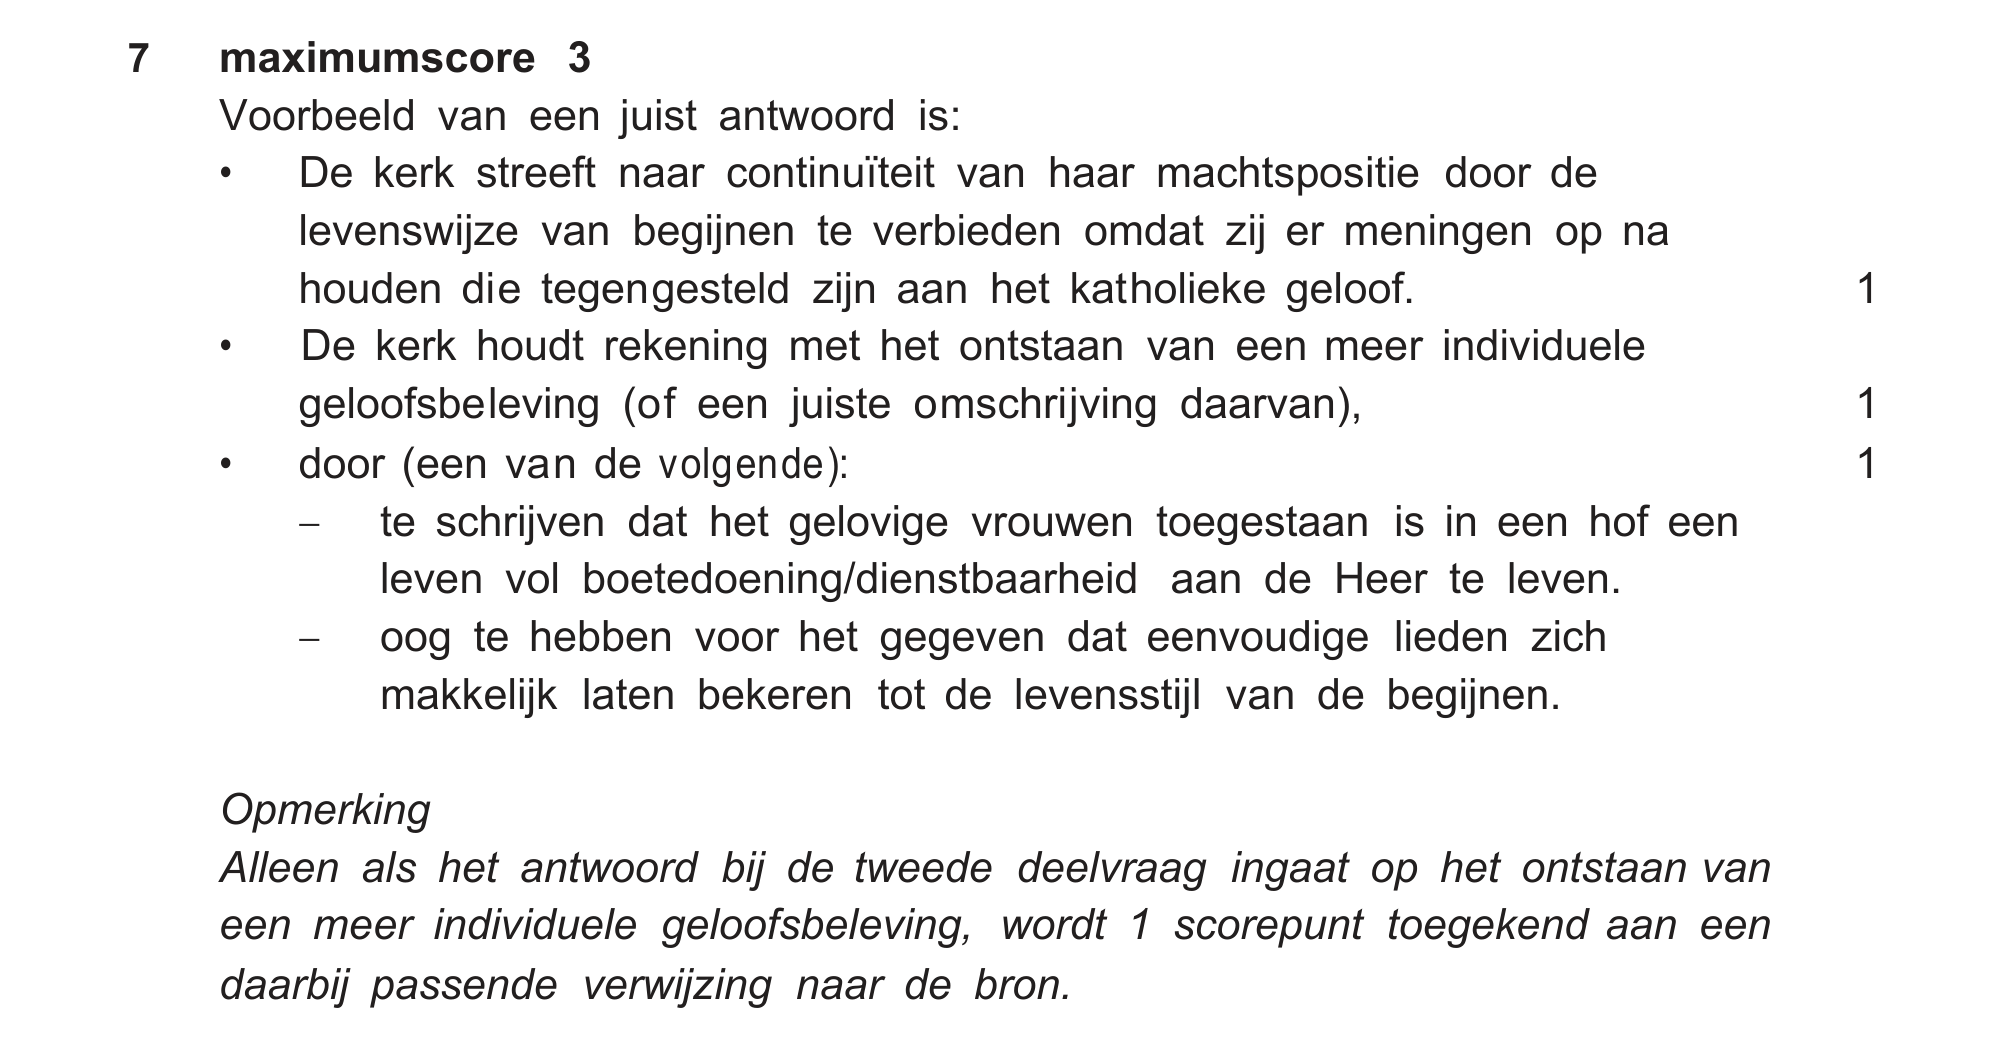 7 maximumscore 3
Voorbeeld van een juist antwoord is:
• De kerk streeft naar continuïteit van haar machtspositie door de
levenswijze van begijnen te verbieden omdat zij er meningen op na
houden die tegengesteld zijn aan het katholieke geloof. 1
• De kerk houdt rekening met het ontstaan van een meer individuele
geloofsbeleving (of een juiste omschrijving daarvan), 1
• door (een van de volgende): 1
– te schrijven dat het gelovige vrouwen toegestaan is in een hof een
leven vol boetedoening/dienstbaarheid aan de Heer te leven.
– oog te hebben voor het gegeven dat eenvoudige lieden zich
makkelijk laten bekeren tot de levensstijl van de begijnen.
Opmerking
Alleen als het antwoord bij de tweede deelvraag ingaat op het ontstaan van
een meer individuele geloofsbeleving, wordt 1 scorepunt toegekend aan een
daarbij passende verwijzing naar de bron.